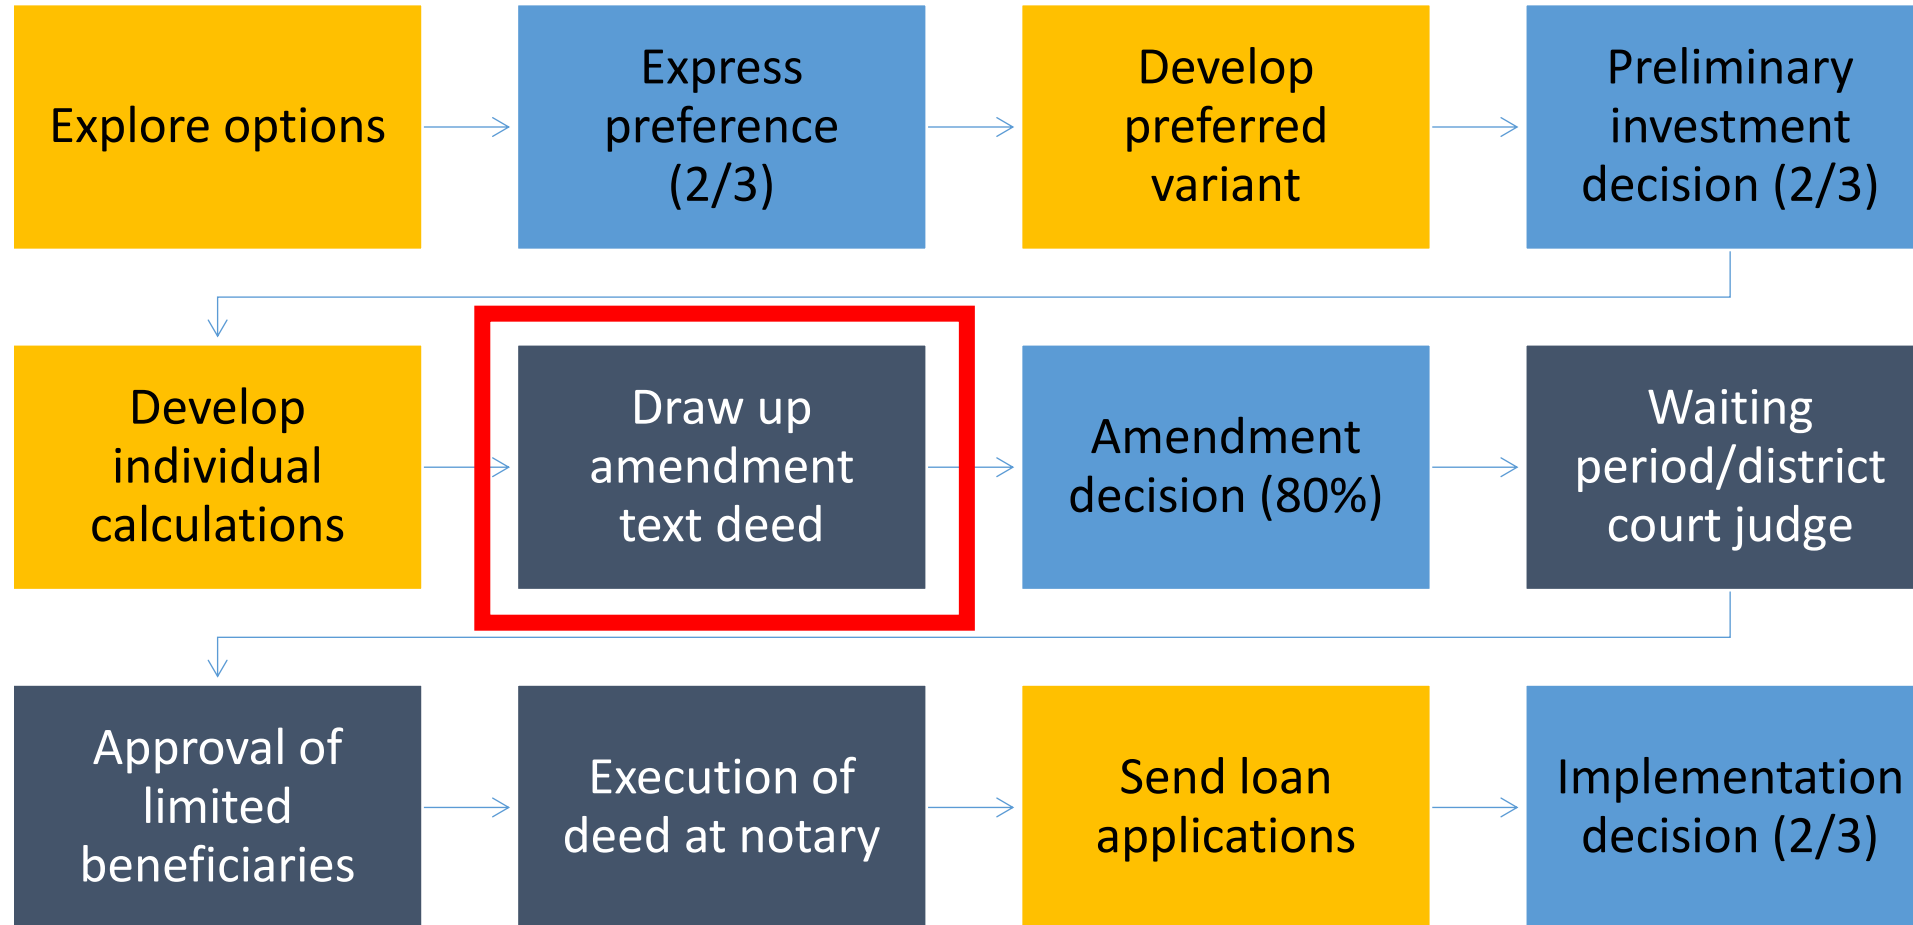 Explore options
Express
preference
(2/3)
Develop
preferred
variant
Preliminary
investment
decision (2/3)
Develop
individual
calculations
Draw up
amendment
text deed
Amendment
decision (80%)
Waiting
period/district
court judge
Approval of
limited
beneficiaries
Execution of
deed at notary
Send loan
applications
Implementation
decision (2/3)